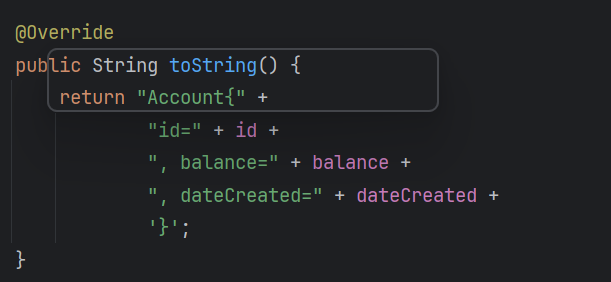 @Override
public String toString() {
return "Account{" +
"id=" + id +
", balance=" + balance +
", dateCreated=" + dateCreated +
'}';
}